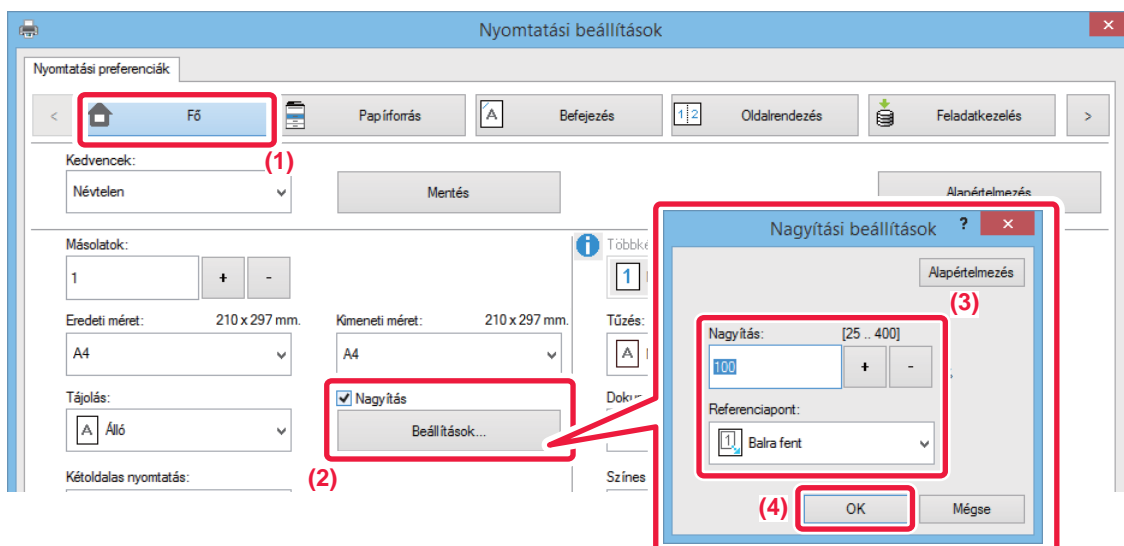 Nyomtatási beállítások
Nyomtatási preferenciák
< Fő Papírforrás Befejezés Oldalrendezés Feladatkezelés >
(1)
Kedvencek:
Névtelen Mentés Alapértelmezés
Másolatok:
1 + -
Eredeti méret: 210 x 297 mm. Kimeneti méret: 210 x 297 mm. Tűzés:
A4 A4
Tájolás: Nagyítás
Álló Beállítások...
(2)
Kétoldalas nyomtatás: Színes
Nagyítási beállítások ?
Alapértelmezés
(3)
Nagyítás: [25 .. 400]
100 + -
Referenciapont:
Balra fent
(4) OK Mégse